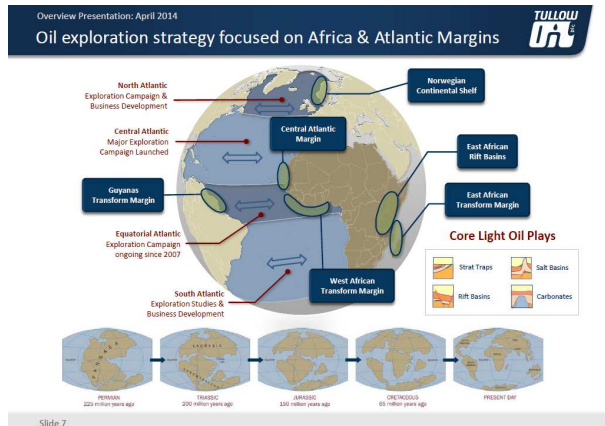 Overview Presentation: April 2014
Oil exploration strategy focused on Africa & Atlantic Margins
TULLOW
Oil
plc
North Atlantic
Exploration Campaign &
Business Development
Norwegian
Continental Shelf
Central Atlantic
Major Exploration
Campaign Launched
Central Atlantic
Margin
East African
Rift Basins
Guyanas
Transform Margin
East African
Transform Margin
Equatorial Atlantic
Exploration Campaign
ongoing since 2007
Core Light Oil Plays
Strat Traps
Salt Basins
Rift Basins
Carbonates
West African
Transform Margin
South Atlantic
Exploration Studies &
Business Development
PANGAEA
LAURASIA
PERMIAN
225 million years ago
TRIASSIC
200 million years ago
JURASSIC
150 million years ago
CRETACEOUS
65 million years ago
PRESENT DAY
Slide 7